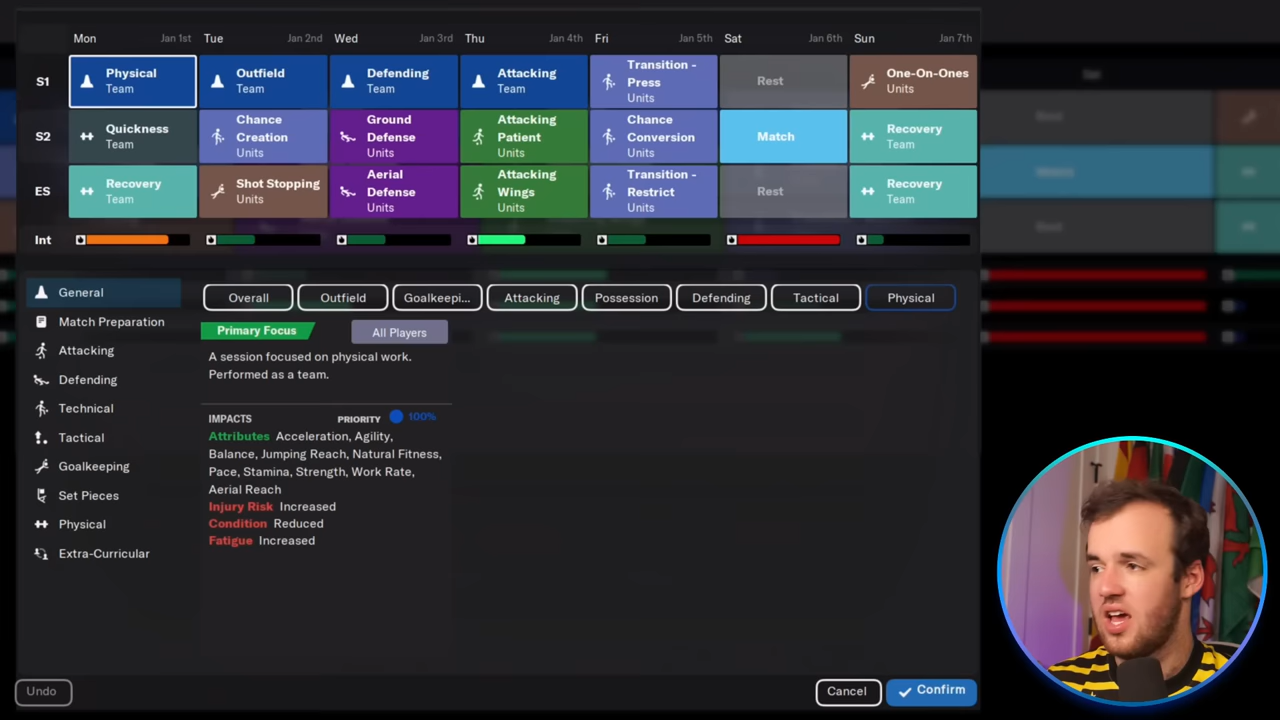 Mon Jan 1st Tue Jan 2nd Wed Jan 3rd Thu Jan 4th Fri Jan 5th Sat Jan 6th Sun Jan 7th
S1
Physical
Team
Outfield
Team
Defending
Team
Attacking
Team
Transition -
Press
Units
Rest
One-On-Ones
Units
S2
Quickness
Team
Chance
Creation
Units
Ground
Defense
Units
Attacking
Patient
Units
Chance
Conversion
Units
Match
Recovery
Team
ES
Recovery
Team
Shot Stopping
Units
Aerial
Defense
Units
Attacking
Wings
Units
Transition -
Restrict
Units
Rest
Recovery
Team
Int
General
Match Preparation
Attacking
Defending
Technical
Tactical
Goalkeeping
Set Pieces
Physical
Extra-Curricular
Overall Outfield Goalkeepi... Attacking Possession Defending Tactical Physical
Primary Focus All Players
A session focused on physical work.
Performed as a team.
IMPACTS PRIORITY 100%
Attributes Acceleration, Agility,
Balance, Jumping Reach, Natural Fitness,
Pace, Stamina, Strength, Work Rate,
Aerial Reach
Injury Risk Increased
Condition Reduced
Fatigue Increased
Undo Cancel Confirm